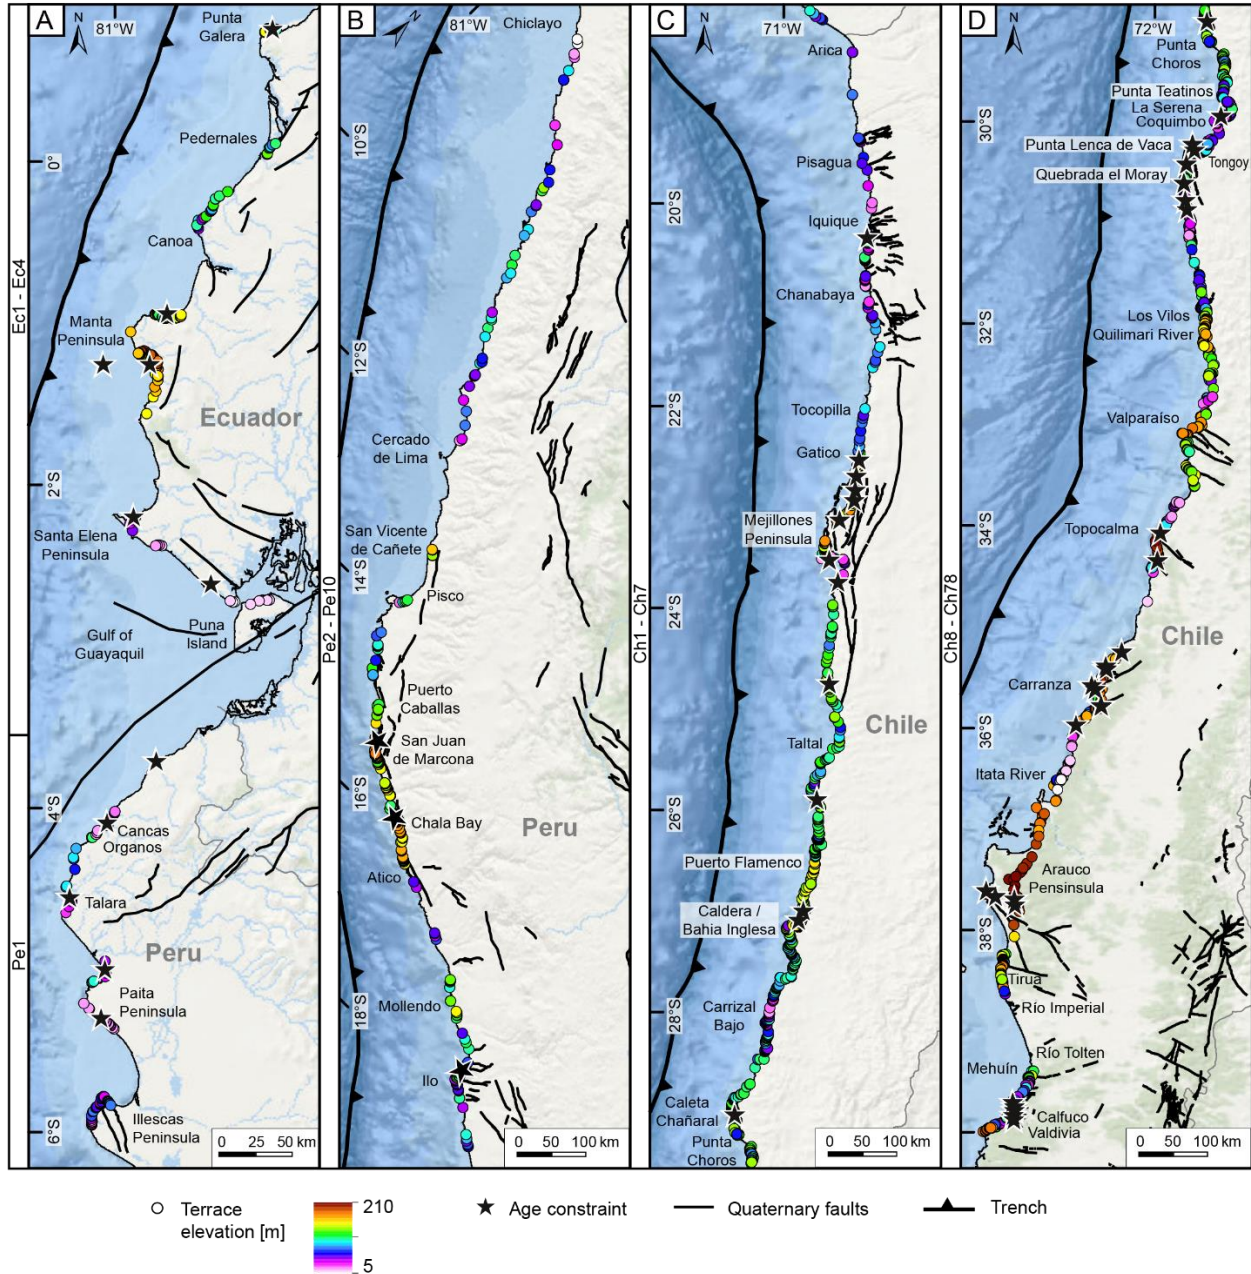 A
N
81°W
Punta
Galera
Pedernales
0°
Canoa
Manta
Peninsula
Ecuador
2°S
Santa Elena
Peninsula
Gulf of
Guayaquil
Puna
Island
4°S
Cancas
Organos
Talara
Peru
Paita
Peninsula
Illescas
Peninsula
6°S
0 25 50 km
Ec1 - Ec4
Pe1
B
N
81°W
Chiclayo
10°S
12°S
Cercado
de Lima
San Vicente
de Cañete
14°S
Pisco
Puerto
Caballas
San Juan
de Marcona
16°S
Chala Bay
Peru
Atico
18°S
Mollendo
Ilo
0 50 100 km
Pe2 - Pe10
C
N
71°W
Arica
Pisagua
20°S
Iquique
Chanabaya
22°S
Tocopilla
Gatico
Mejillones
Peninsula
24°S
Chile
Taltal
26°S
Puerto Flamenco
Caldera /
Bahia Inglesa
28°S
Carrizal
Bajo
Caleta
Chañaral
Punta
Choros
0 50 100 km
Ch1 - Ch7
D
N
72°W
Punta
Choros
Punta Teatinos
La Serena
Coquimbo
30°S
Punta Lenca de Vaca
Tongoy
Quebrada el Moray
Los Vilos
Quilimari River
32°S
Valparaíso
Topocalma
34°S
Chile
Carranza
36°S
Itata River
Arauco
Pensinsula
38°S
Tirua
Río Imperial
Río Tolten
Mehuín
Calfuco
Valdivia
0 50 100 km
Ch8 - Ch78
Terrace
elevation [m]
210
5
Age constraint
Quaternary faults
Trench